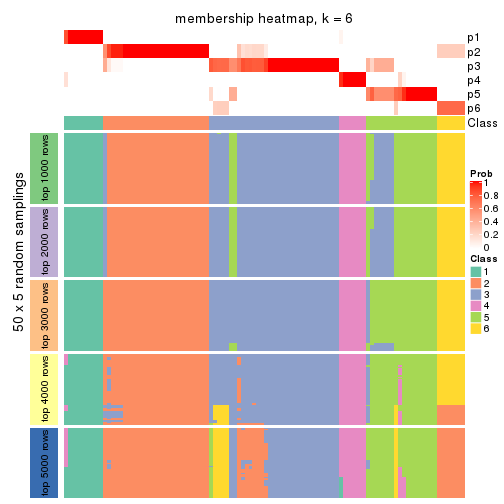 membership heatmap, k = 6
p1
p2
p3
p4
p5
p6
Class
50 x 5 random samplings
top 1000 rows
top 2000 rows
top 3000 rows
top 4000 rows
top 5000 rows
Prob
1
0.8
0.6
0.4
0.2
0
Class
1
2
3
4
5
6